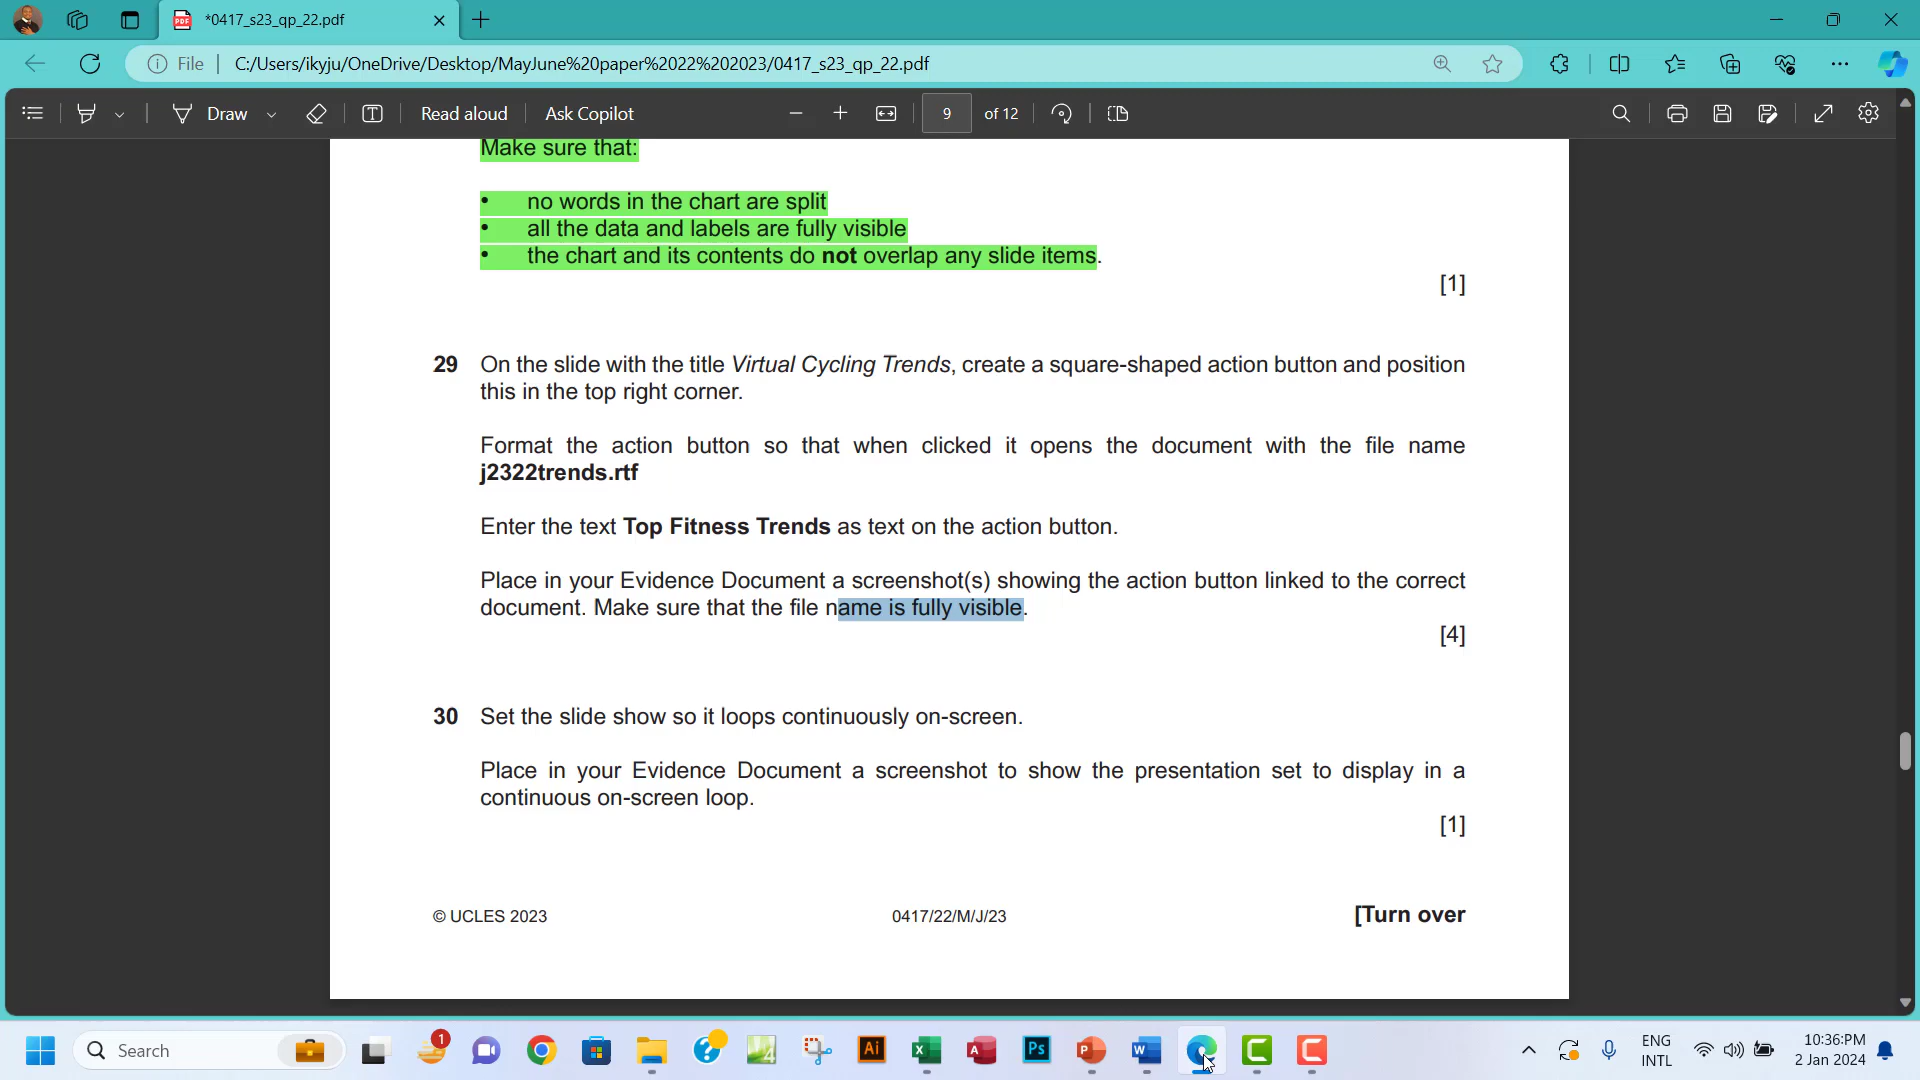 *0417_s23_qp_22.pdf
File
C:/Users/ikyju/OneDrive/Desktop/MayJune%20paper%2022%202023/0417_s23_qp_22.pdf
Draw
Read aloud
Ask Copilot
9
of 12
Make sure that:
• no words in the chart are split
• all the data and labels are fully visible
• the chart and its contents do not overlap any slide items.
[1]
29 On the slide with the title Virtual Cycling Trends, create a square-shaped action button and position
this in the top right corner.
Format the action button so that when clicked it opens the document with the file name
j2322trends.rtf
Enter the text Top Fitness Trends as text on the action button.
Place in your Evidence Document a screenshot(s) showing the action button linked to the correct
document. Make sure that the file name is fully visible.
[4]
30 Set the slide show so it loops continuously on-screen.
Place in your Evidence Document a screenshot to show the presentation set to display in a
continuous on-screen loop.
[1]
© UCLES 2023
0417/22/M/J/23
[Turn over
Search
1
ENG
INTL
10:36:PM
2 Jan 2024